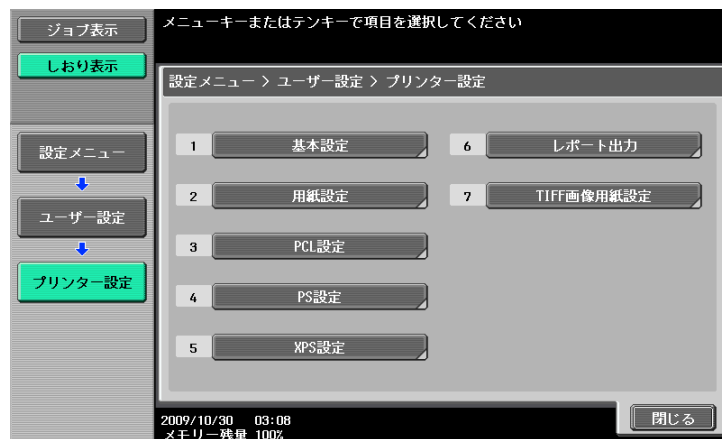 ジョブ表示
しおり表示
設定メニュー
ユーザー設定
プリンター設定
メニューキーまたはテンキーで項目を選択してください
設定メニュー > ユーザー設定 > プリンター設定
1 基本設定
2 用紙設定
3 PCL設定
4 PS設定
5 XPS設定
6 レポート出力
7 TIFF画像用紙設定
2009/10/30 03:08
メモリー残量 100%
閉じる